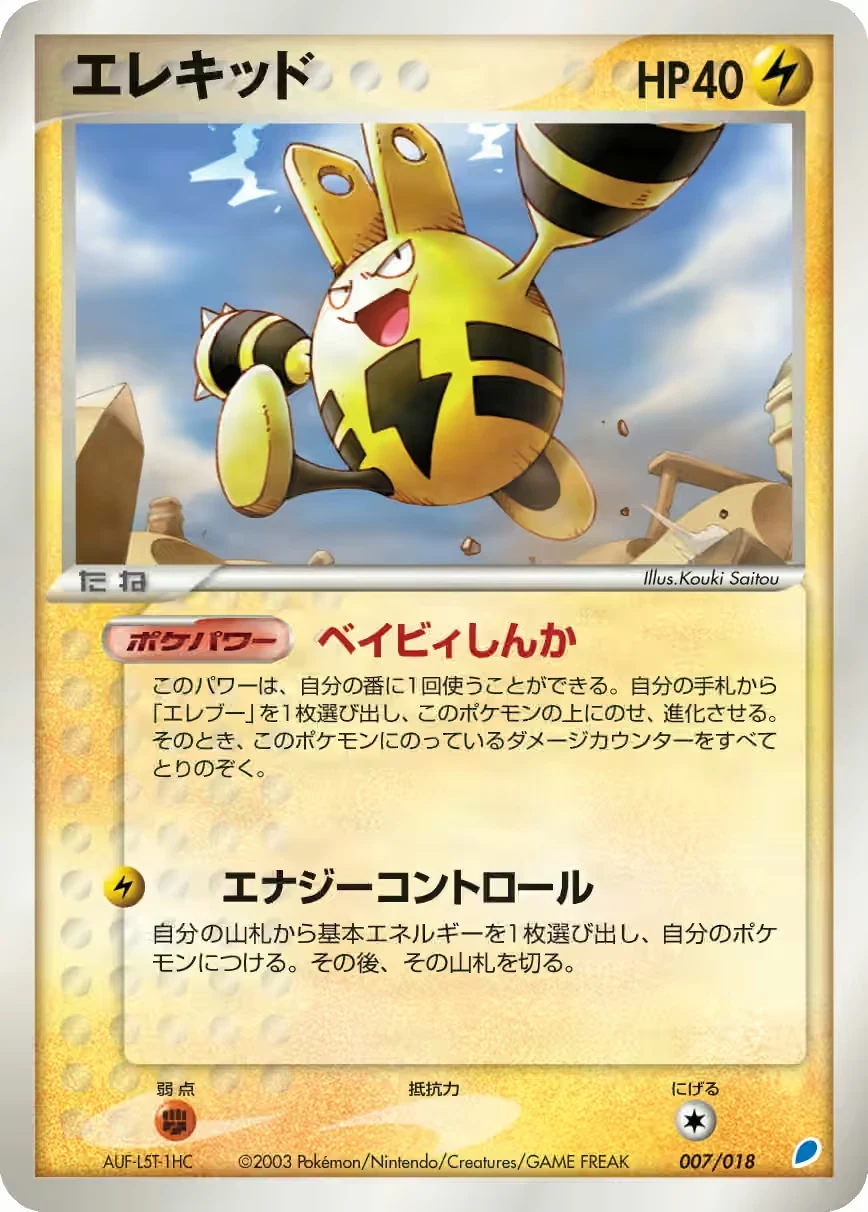 エレキッド
HP40
たね
Illus.Kouki Saitou
ポケパワー ベイビィしんか
このパワーは、自分の番に1回使うことができる。自分の手札から
「エレブー」を1枚選び出し、このポケモンの上にのせ、進化させる。
そのとき、このポケモンにのっているダメージカウンターをすべて
とりのぞく。
エナジーコントロール
自分の山札から基本エネルギーを1枚選び出し、自分のポケ
モンにつける。その後、その山札を切る。
弱点 抵抗力 にげる
AUF-L5T-1HC ©2003 Pokémon/Nintendo/Creatures/GAME FREAK 007/018